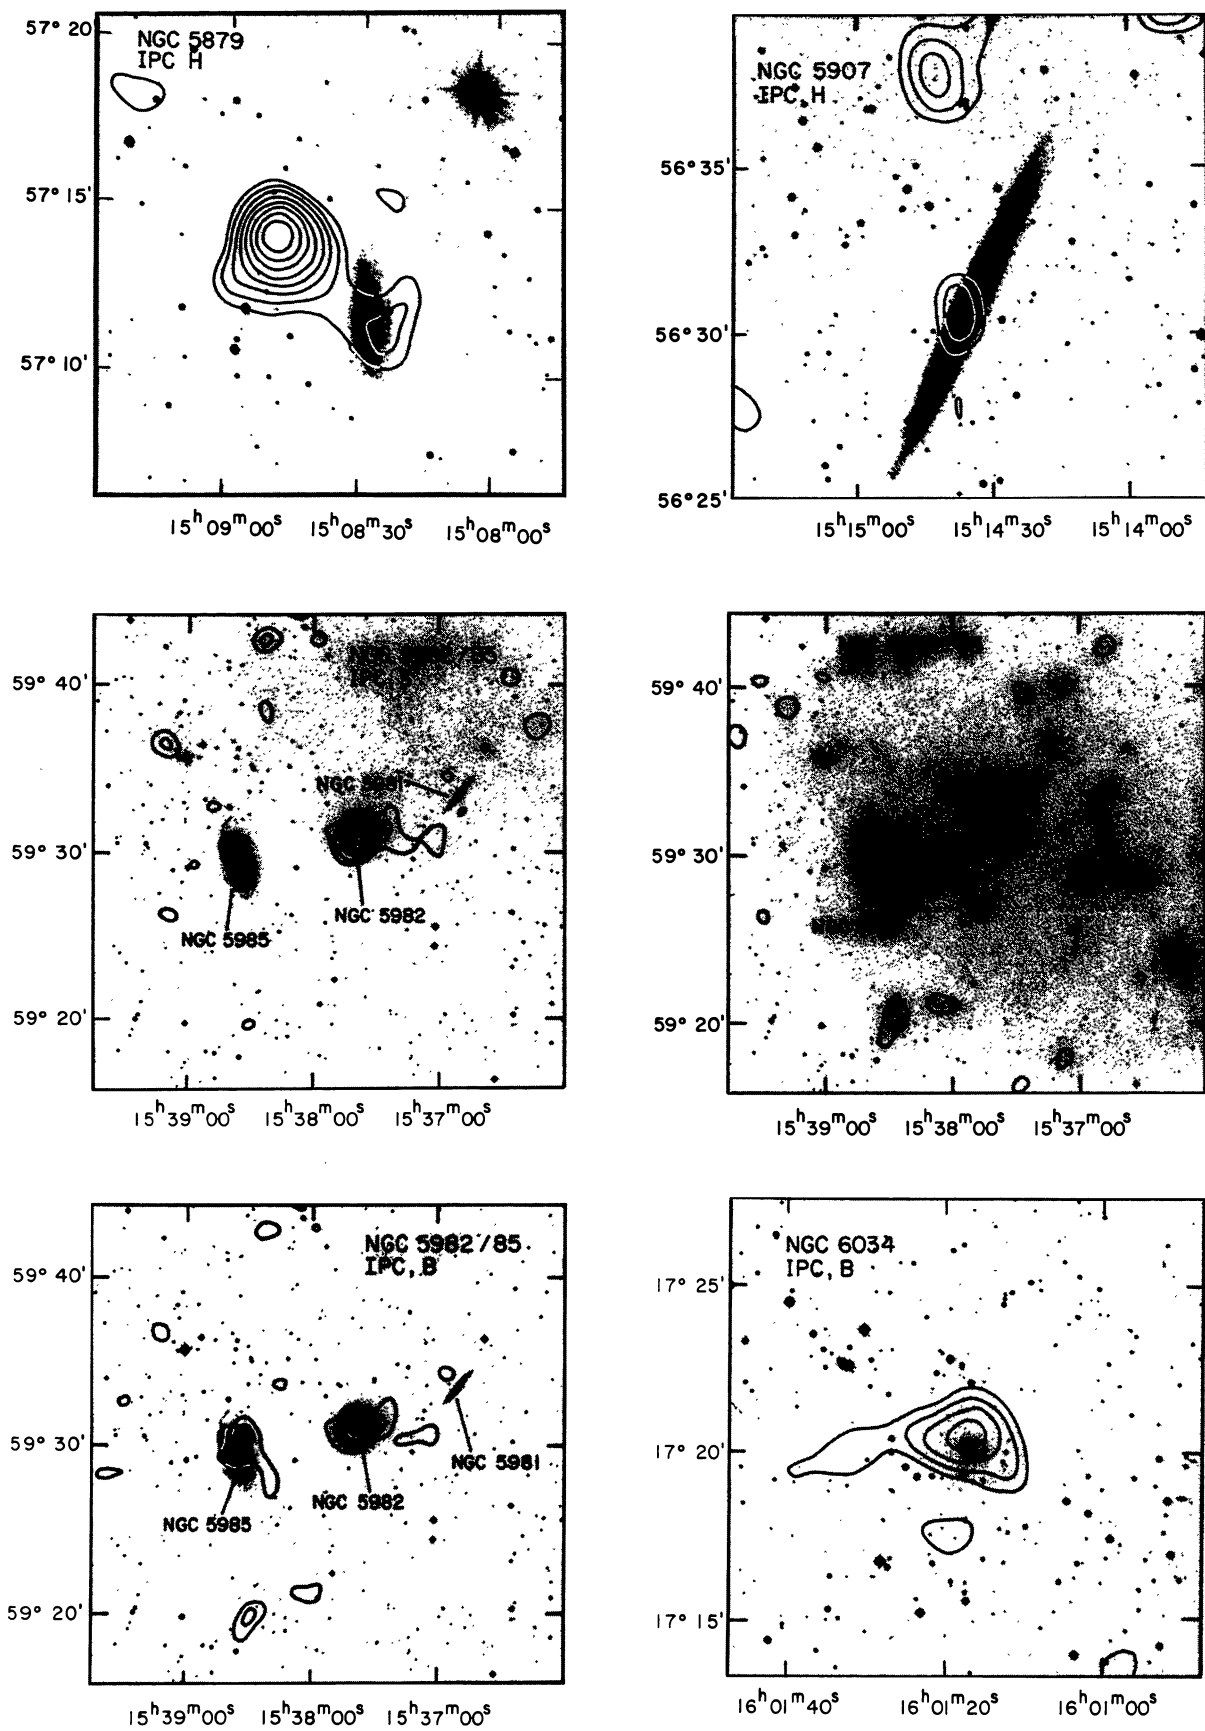 NGC 5879
IPC H
57° 20'
57° 15'
57° 10'
15ʰ09ᵐ00ˢ 15ʰ08ᵐ30ˢ 15ʰ08ᵐ00ˢ
NGC 5907
IPC, H
56° 35'
56° 30'
56° 25'
15ʰ15ᵐ00ˢ 15ʰ14ᵐ30ˢ 15ʰ14ᵐ00ˢ
59° 40'
59° 30'
59° 20'
NGC 5982
NGC 5985
15ʰ39ᵐ00ˢ 15ʰ38ᵐ00ˢ 15ʰ37ᵐ00ˢ
59° 40'
59° 30'
59° 20'
15ʰ39ᵐ00ˢ 15ʰ38ᵐ00ˢ 15ʰ37ᵐ00ˢ
NGC 5982/85
IPC, B
59° 40'
59° 30'
59° 20'
NGC 5981
NGC 5982
NGC 5985
15ʰ39ᵐ00ˢ 15ʰ38ᵐ00ˢ 15ʰ37ᵐ00ˢ
NGC 6034
IPC, B
17° 25'
17° 20'
17° 15'
16ʰ01ᵐ40ˢ 16ʰ01ᵐ20ˢ 16ʰ01ᵐ00ˢ